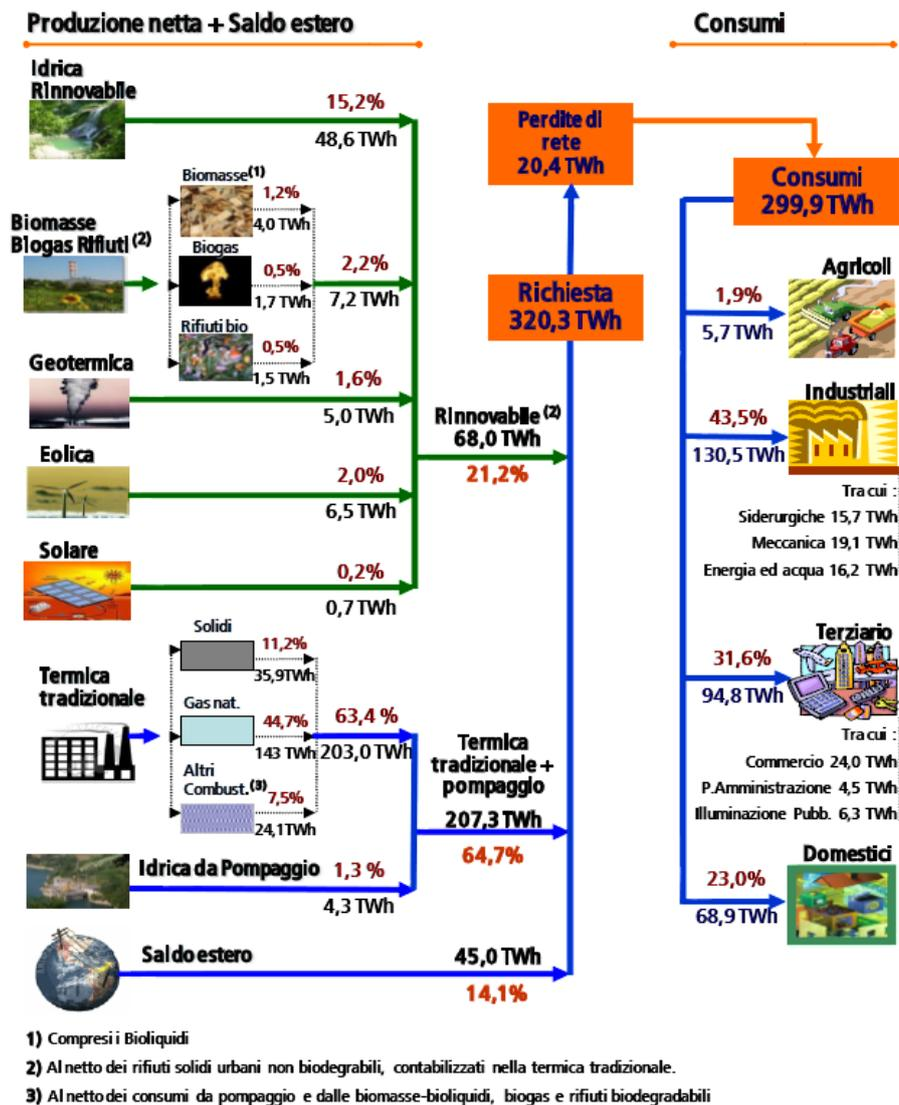 Produzione netta + Saldo estero
Consumi
Idrica
Rinnovabile
15,2%
48,6 TWh
Biomasse
Biogas Rifiuti (2)
Biomasse(1)
1,2%
4,0 TWh
Biogas
0,5%
1,7 TWh
Rifiuti bio
0,5%
1,5 TWh
2,2%
7,2 TWh
Geotermica
1,6%
5,0 TWh
Eolica
2,0%
6,5 TWh
Solare
0,2%
0,7 TWh
Rinnovabile (2)
68,0 TWh
21,2%
Termica
tradizionale
Solidi
11,2%
35,9TWh
Gas nat.
44,7%
143 TWh
Altri
Combust.(3)
7,5%
24,1TWh
63,4 %
203,0TWh
Idrica da Pompaggio
1,3 %
4,3 TWh
Termica
tradizionale +
pompaggio
207,3 TWh
64,7%
Saldo estero
45,0 TWh
14,1%
Perdite di
rete
20,4 TWh
Richiesta
320,3 TWh
Consumi
299,9 TWh
Agricoli
1,9%
5,7 TWh
Industriali
43,5%
130,5 TWh
Tra cui :
Siderurgiche 15,7 TWh
Meccanica 19,1 TWh
Energia ed acqua 16,2 TWh
Terziario
31,6%
94,8 TWh
Tra cui :
Commercio 24,0 TWh
P.Amministrazione 4,5 TWh
Illuminazione Pubb. 6,3 TWh
Domestici
23,0%
68,9TWh
1) Compresi i Bioliquidi
2) Al netto dei rifiuti solidi urbani non biodegrabili, contabilizzati nella termica tradizionale.
3) Al netto dei consumi da pompaggio e dalle biomasse-bioliquidi, biogas e rifiuti biodegradabili